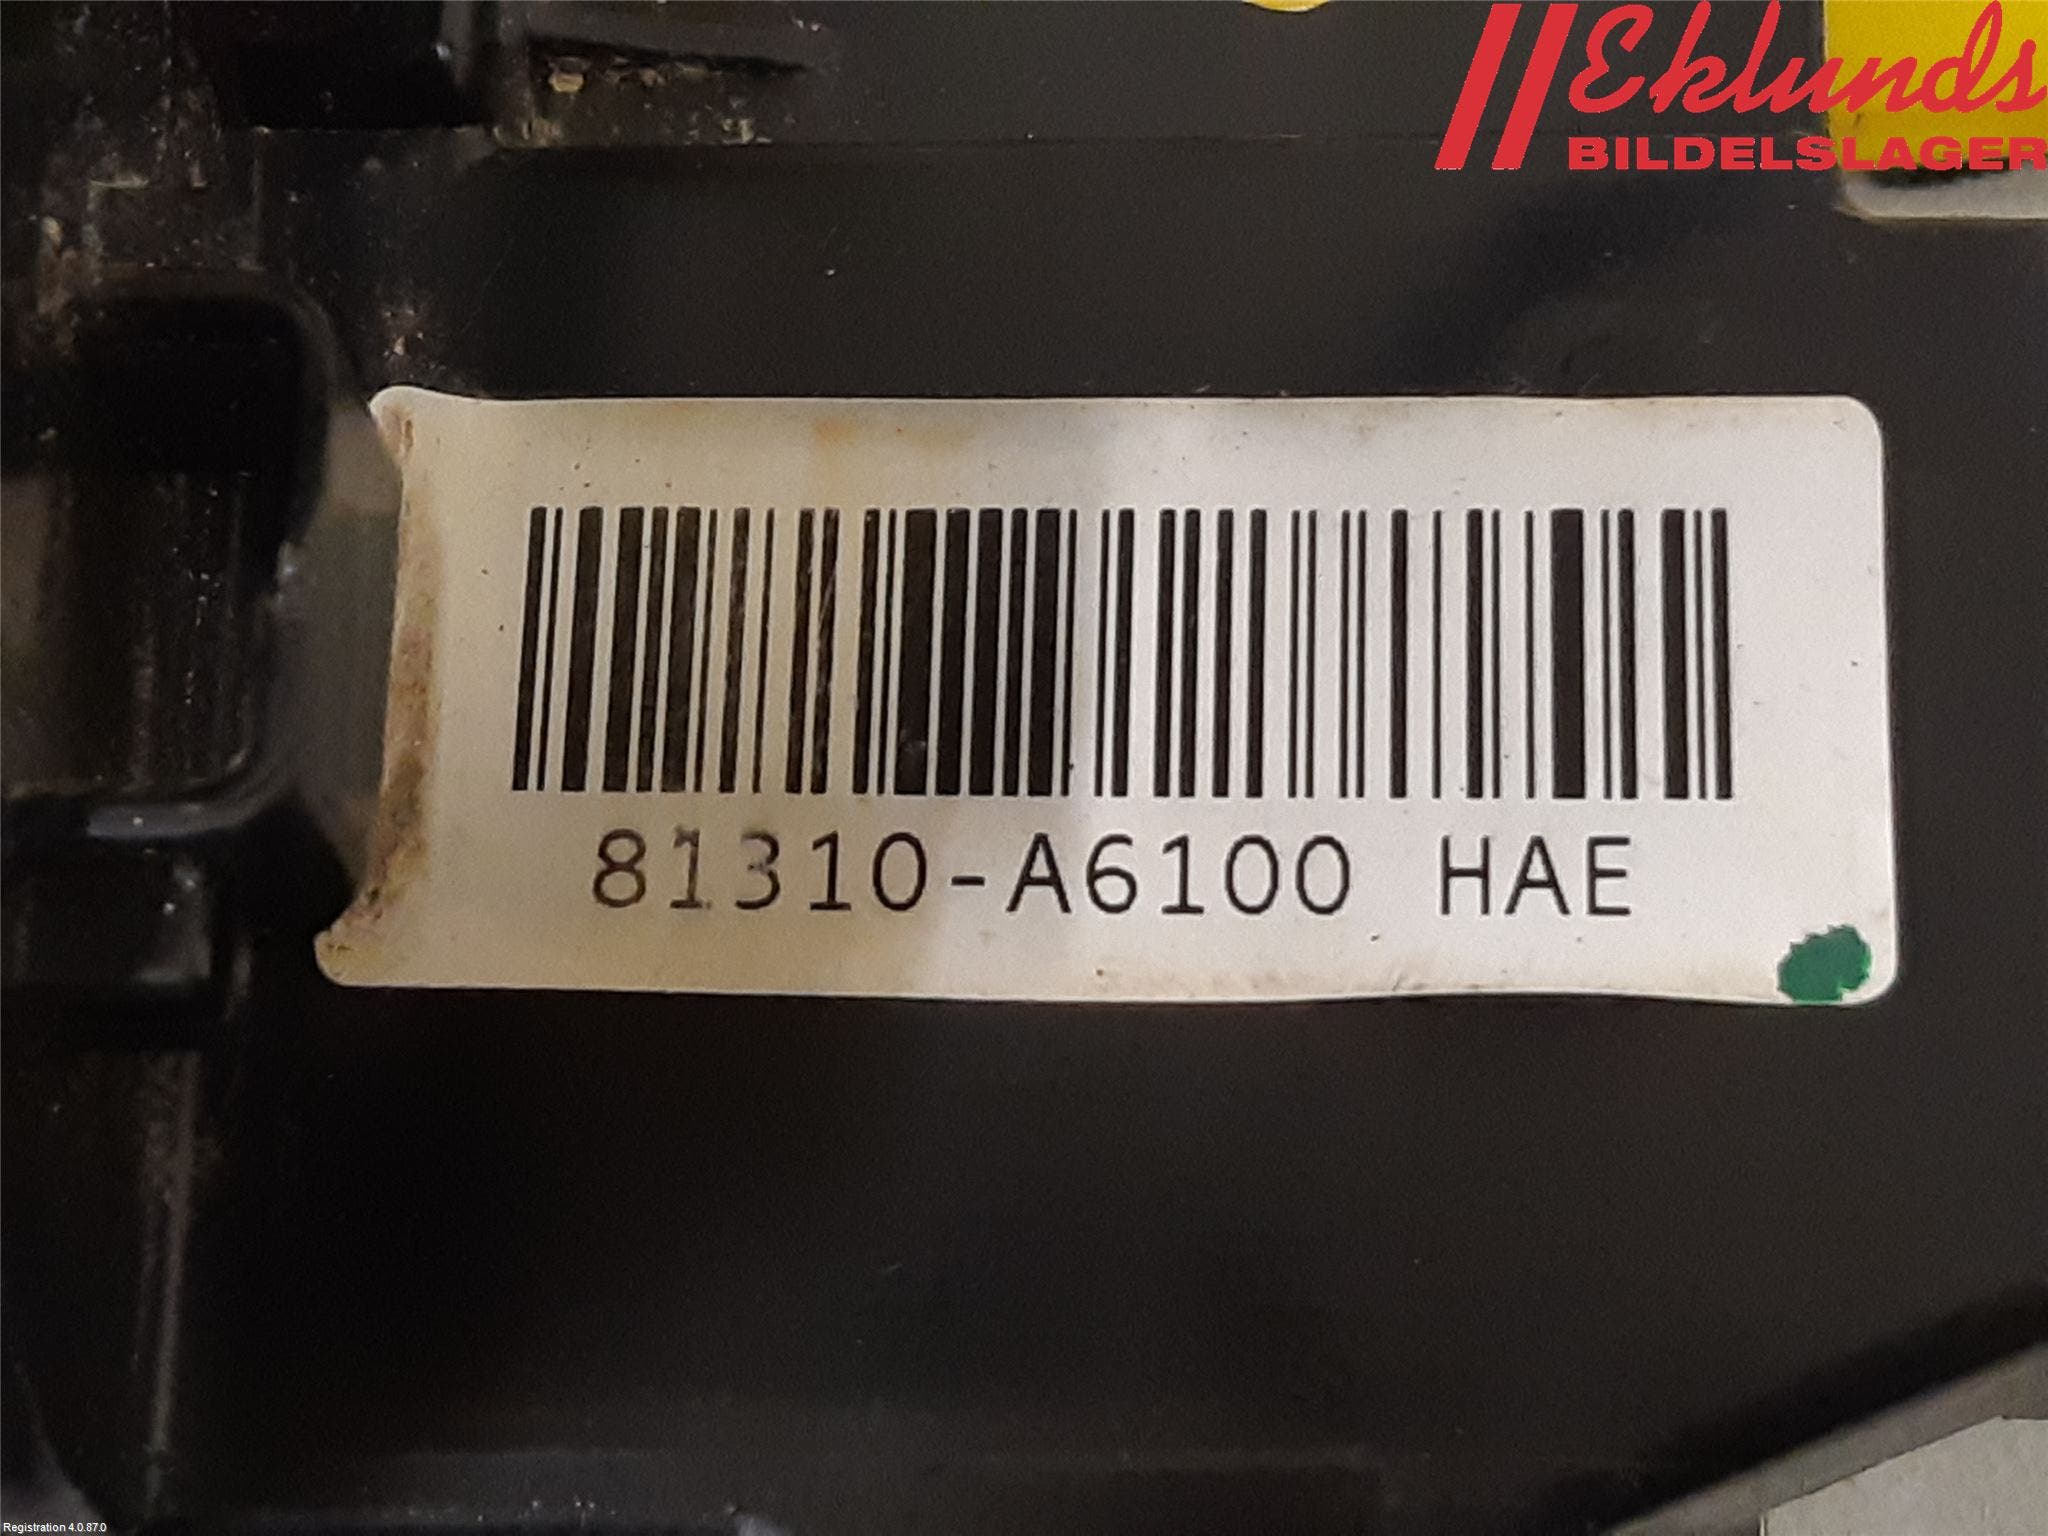 Eklunds
BILDELSLAGER
81310-A6100 HAE
Registration 4.0.87.0